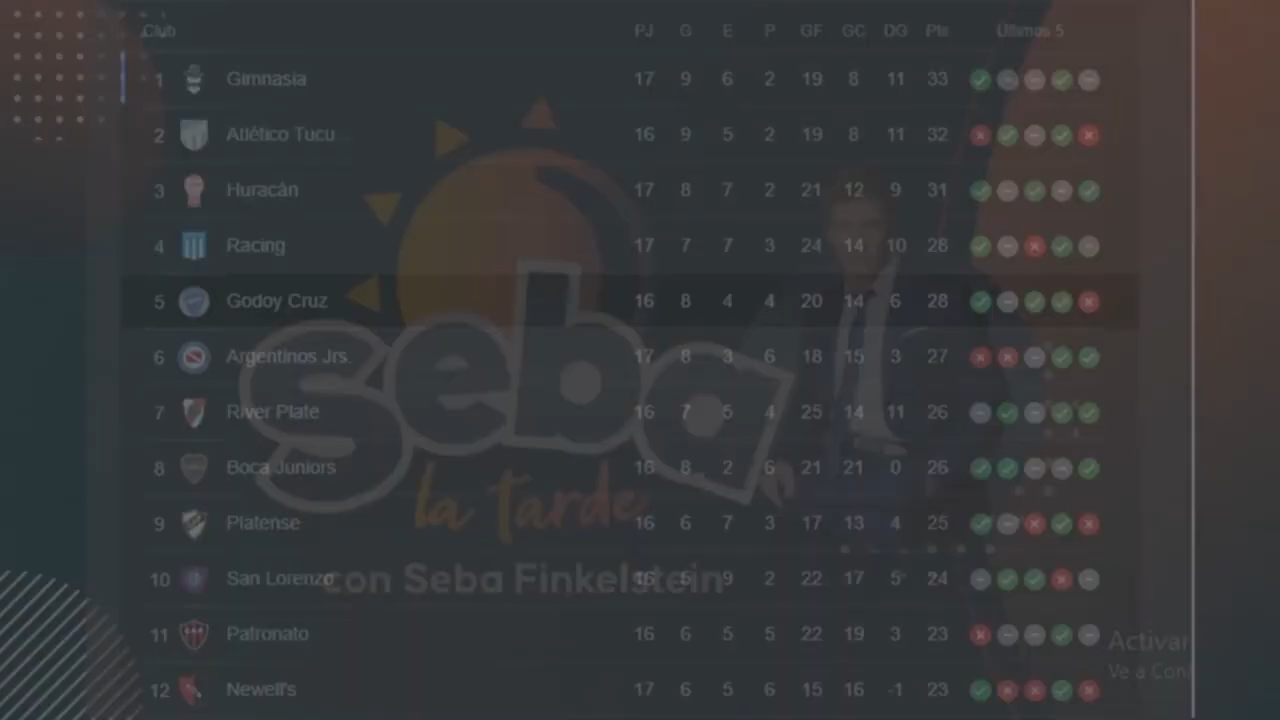 Club PJ G E P GF GC DG Pts Últimos 5
1 Gimnasia 17 9 6 2 19 8 11 33
2 Atlético Tucu... 16 9 5 2 19 8 11 32
3 Huracán 17 8 7 2 21 12 9 31
4 Racing 17 7 7 3 24 14 10 28
5 Godoy Cruz 16 8 4 4 20 14 6 28
6 Argentinos Jrs. 17 8 3 6 18 15 3 27
7 River Plate 16 7 5 4 25 14 11 26
8 Boca Juniors 16 8 2 6 21 21 0 26
9 Platense 16 6 7 3 17 13 4 25
10 San Lorenzo 16 5 9 2 22 17 5 24
11 Patronato 16 6 5 5 22 19 3 23
12 Newell's 17 6 5 6 15 16 -1 23
Seba
la tarde
con Seba Finkelstein
Activar
Ve a Con